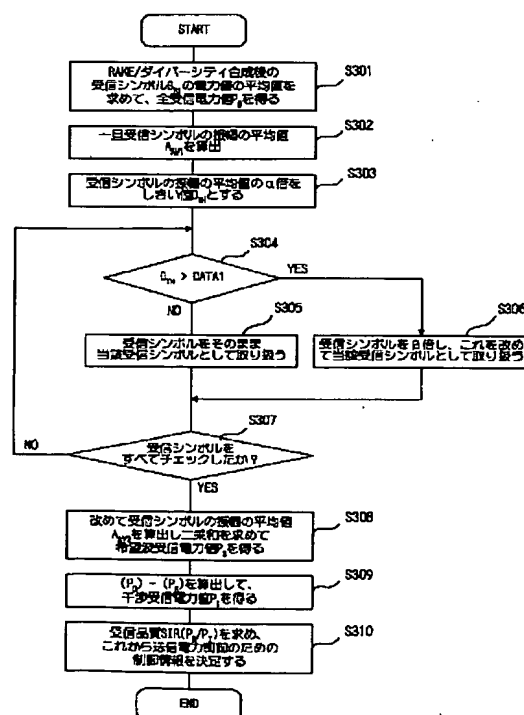 START
RAKE/ダイバーシティ合成後の
受信シンボルの電力値の平均値を
求めて、全受信電力値を得る
S301
一旦受信シンボルの振幅の平均値
を算出
S302
受信シンボルの振幅の平均値のα倍を
しきい値とする
S303
S304
> DATA1
YES
NO
S305
受信シンボルをそのまま
当該受信シンボルとして取り扱う
S306
受信シンボルをβ倍し、これを改め
て当該受信シンボルとして取り扱う
S307
NO
受信シンボルを
すべてチェックしたか?
YES
改めて受信シンボルの振幅の平均値
を算出し二乗和を求めて
希望波受信電力値を得る
S308
を算出して、
干渉受信電力値を得る
S309
受信品質SIRを求め、
これから送信電力制御のための
制御情報を決定する
S310
END